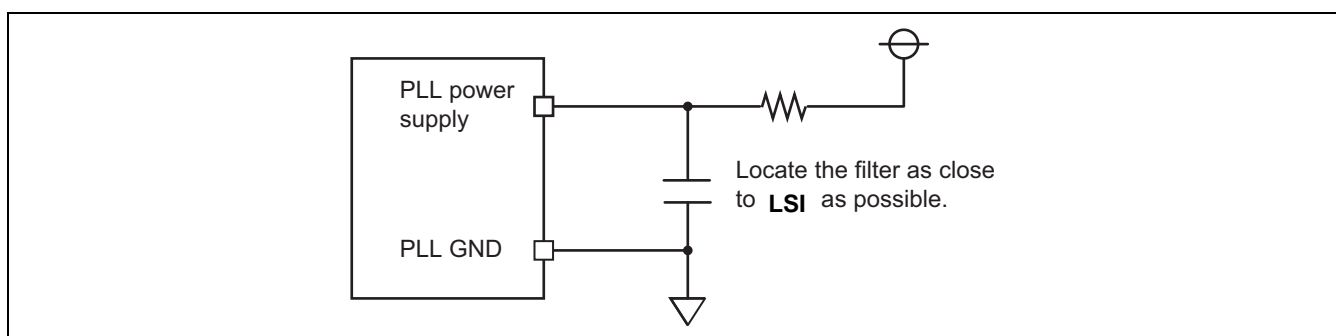 PLL power
supply
Locate the filter as close
to LSI as possible.
PLL GND